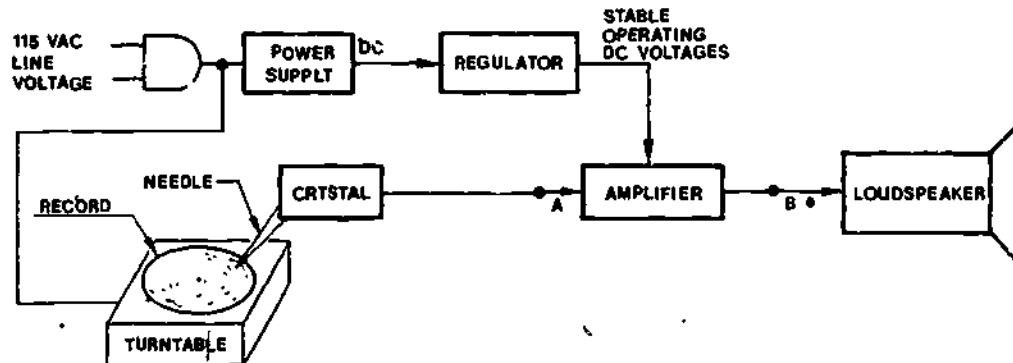 115 VAC
LINE
VOLTAGE
POWER
SUPPLT
DC
REGULATOR
STABLE
OPERATING
DC VOLTAGES
NEEDLE
CRTSTAL
RECORD
A
AMPLIFIER
B
LOUDSPEAKER
TURNTABLE